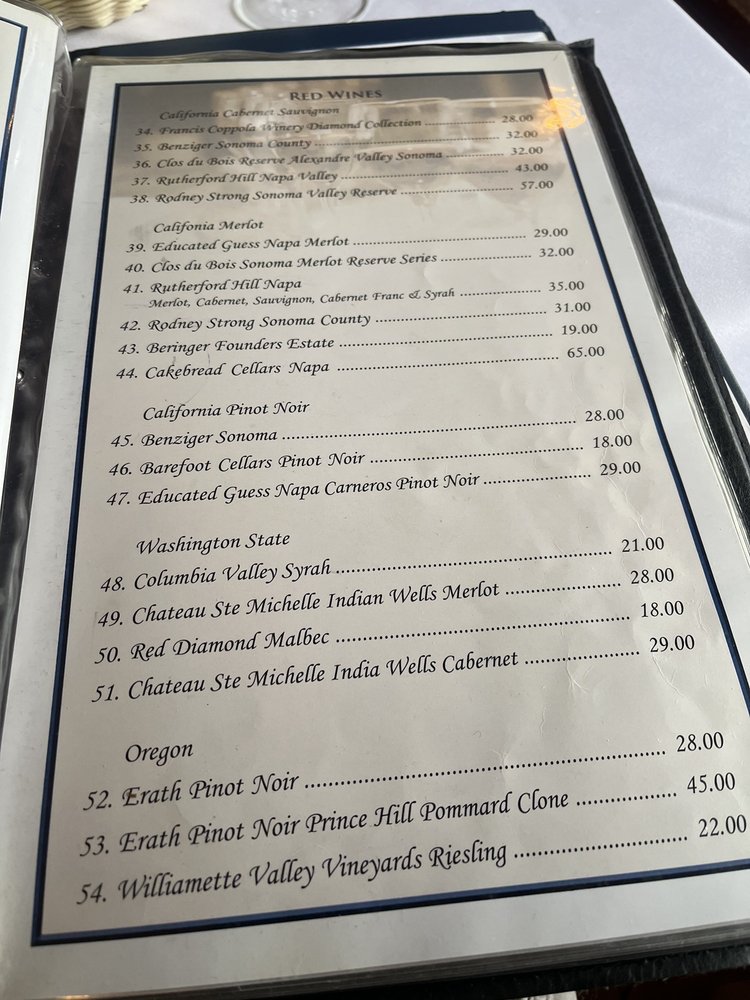 RED WINES
California Cabernet Sauvignon
34. Francis Coppola Winery Diamond Collection ................ 28.00
35. Benziger Sonoma County ................ 32.00
36. Clos du Bois Reserve Alexandre Valley Sonoma ................ 32.00
37. Rutherford Hill Napa Valley ................ 43.00
38. Rodney Strong Sonoma Valley Reserve ................ 57.00
Califonia Merlot
39. Educated Guess Napa Merlot ................ 29.00
40. Clos du Bois Sonoma Merlot Reserve Series ................ 32.00
41. Rutherford Hill Napa
Merlot, Cabernet, Sauvignon, Cabernet Franc & Syrah ................ 35.00
42. Rodney Strong Sonoma County ................ 31.00
43. Beringer Founders Estate ................ 19.00
44. Cakebread Cellars Napa ................ 65.00
California Pinot Noir
45. Benziger Sonoma ................ 28.00
46. Barefoot Cellars Pinot Noir ................ 18.00
47. Educated Guess Napa Carneros Pinot Noir ................ 29.00
Washington State
48. Columbia Valley Syrah ................ 21.00
49. Chateau Ste Michelle Indian Wells Merlot ................ 28.00
50. Red Diamond Malbec ................ 18.00
51. Chateau Ste Michelle India Wells Cabernet ................ 29.00
Oregon
52. Erath Pinot Noir ................ 28.00
53. Erath Pinot Noir Prince Hill Pommard Clone ................ 45.00
54. Williamette Valley Vineyards Riesling ................ 22.00